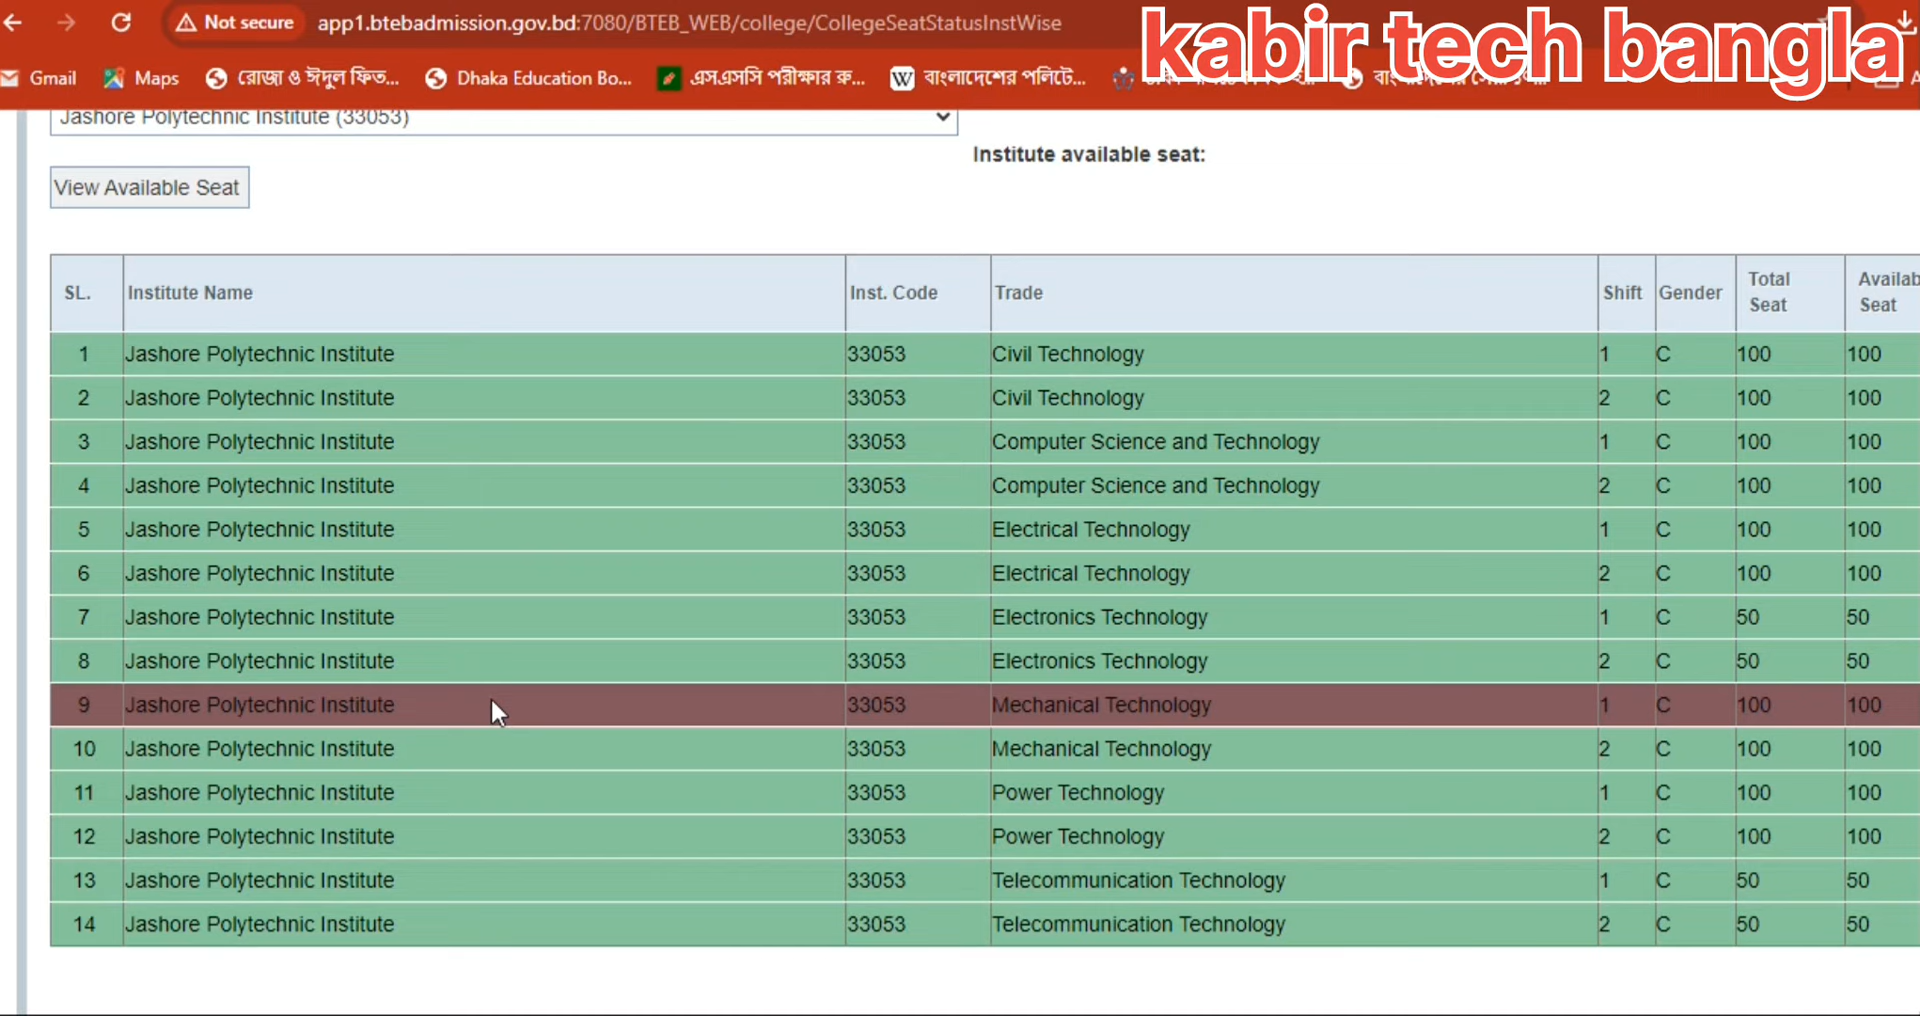 Not secure app1.btebadmission.gov.bd:7080/BTEB_WEB/college/CollegeSeatStatusInstWise
kabir tech bangla
Gmail Maps রোজা ও ঈদুল ফিত... Dhaka Education Bo... এসএসসি পরীক্ষার রু... বাংলাদেশের পলিটে...
Jashore Polytechnic Institute (33053)
Institute available seat:
View Available Seat
SL. Institute Name Inst. Code Trade Shift Gender Total Seat Availab Seat
1 Jashore Polytechnic Institute 33053 Civil Technology 1 C 100 100
2 Jashore Polytechnic Institute 33053 Civil Technology 2 C 100 100
3 Jashore Polytechnic Institute 33053 Computer Science and Technology 1 C 100 100
4 Jashore Polytechnic Institute 33053 Computer Science and Technology 2 C 100 100
5 Jashore Polytechnic Institute 33053 Electrical Technology 1 C 100 100
6 Jashore Polytechnic Institute 33053 Electrical Technology 2 C 100 100
7 Jashore Polytechnic Institute 33053 Electronics Technology 1 C 50 50
8 Jashore Polytechnic Institute 33053 Electronics Technology 2 C 50 50
9 Jashore Polytechnic Institute 33053 Mechanical Technology 1 C 100 100
10 Jashore Polytechnic Institute 33053 Mechanical Technology 2 C 100 100
11 Jashore Polytechnic Institute 33053 Power Technology 1 C 100 100
12 Jashore Polytechnic Institute 33053 Power Technology 2 C 100 100
13 Jashore Polytechnic Institute 33053 Telecommunication Technology 1 C 50 50
14 Jashore Polytechnic Institute 33053 Telecommunication Technology 2 C 50 50